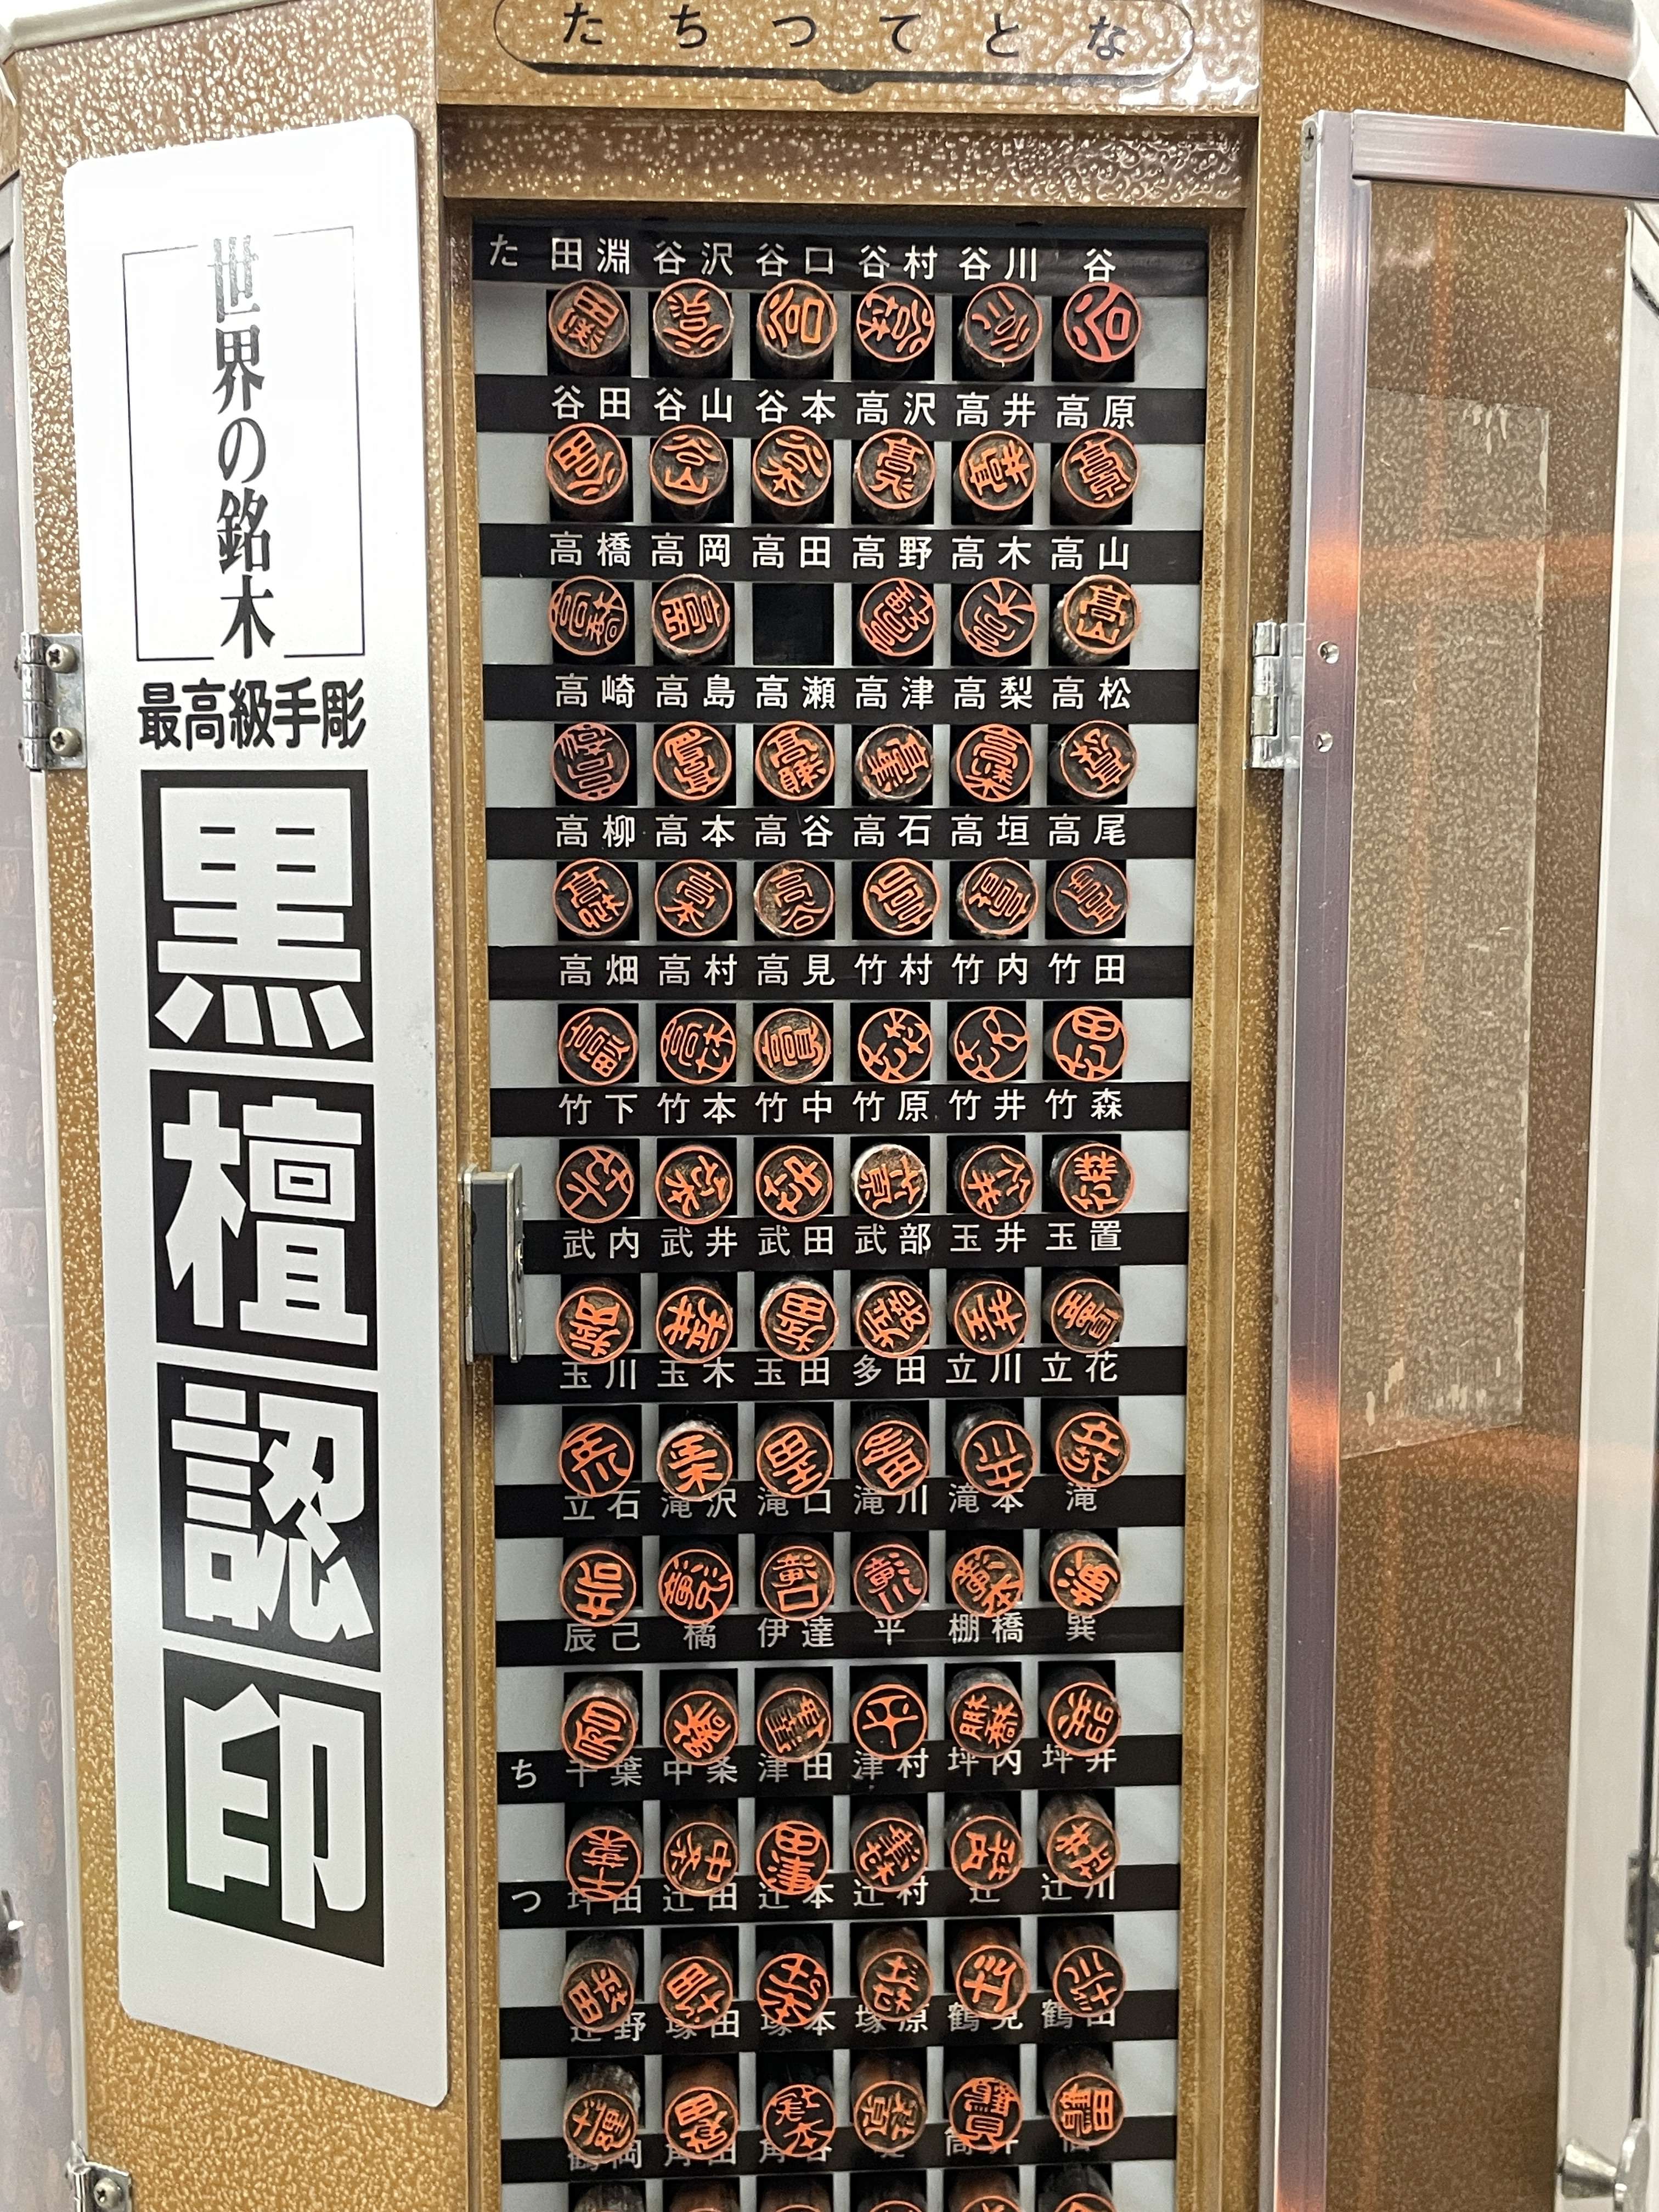 たちつてとな
世界の銘木
最高級手彫
黒檀認印
た 田淵 谷沢 谷口 谷村 谷川 谷
谷田 谷山 谷本 高沢 高井 高原
高橋 高岡 高田 高野 高木 高山
高崎 高島 高瀬 高津 高梨 高松
高柳 高本 高谷 高石 高垣 高尾
高畑 高村 高見 竹村 竹内 竹田
竹下 竹本 竹中 竹原 竹井 竹森
武内 武井 武田 武部 玉井 玉置
玉川 玉木 玉田 多田 立川 立花
立石 滝沢 滝口 滝川 滝本 滝
辰己 橘 伊達 平 棚橋 巽
ち 千葉 中条 津田 津村 坪内 坪井
つ 坪田 辻田 辻本 辻村 辻 辻川
辻野 塚田 塚本 塚原 鶴見 鶴田
鶴岡 角田 角谷